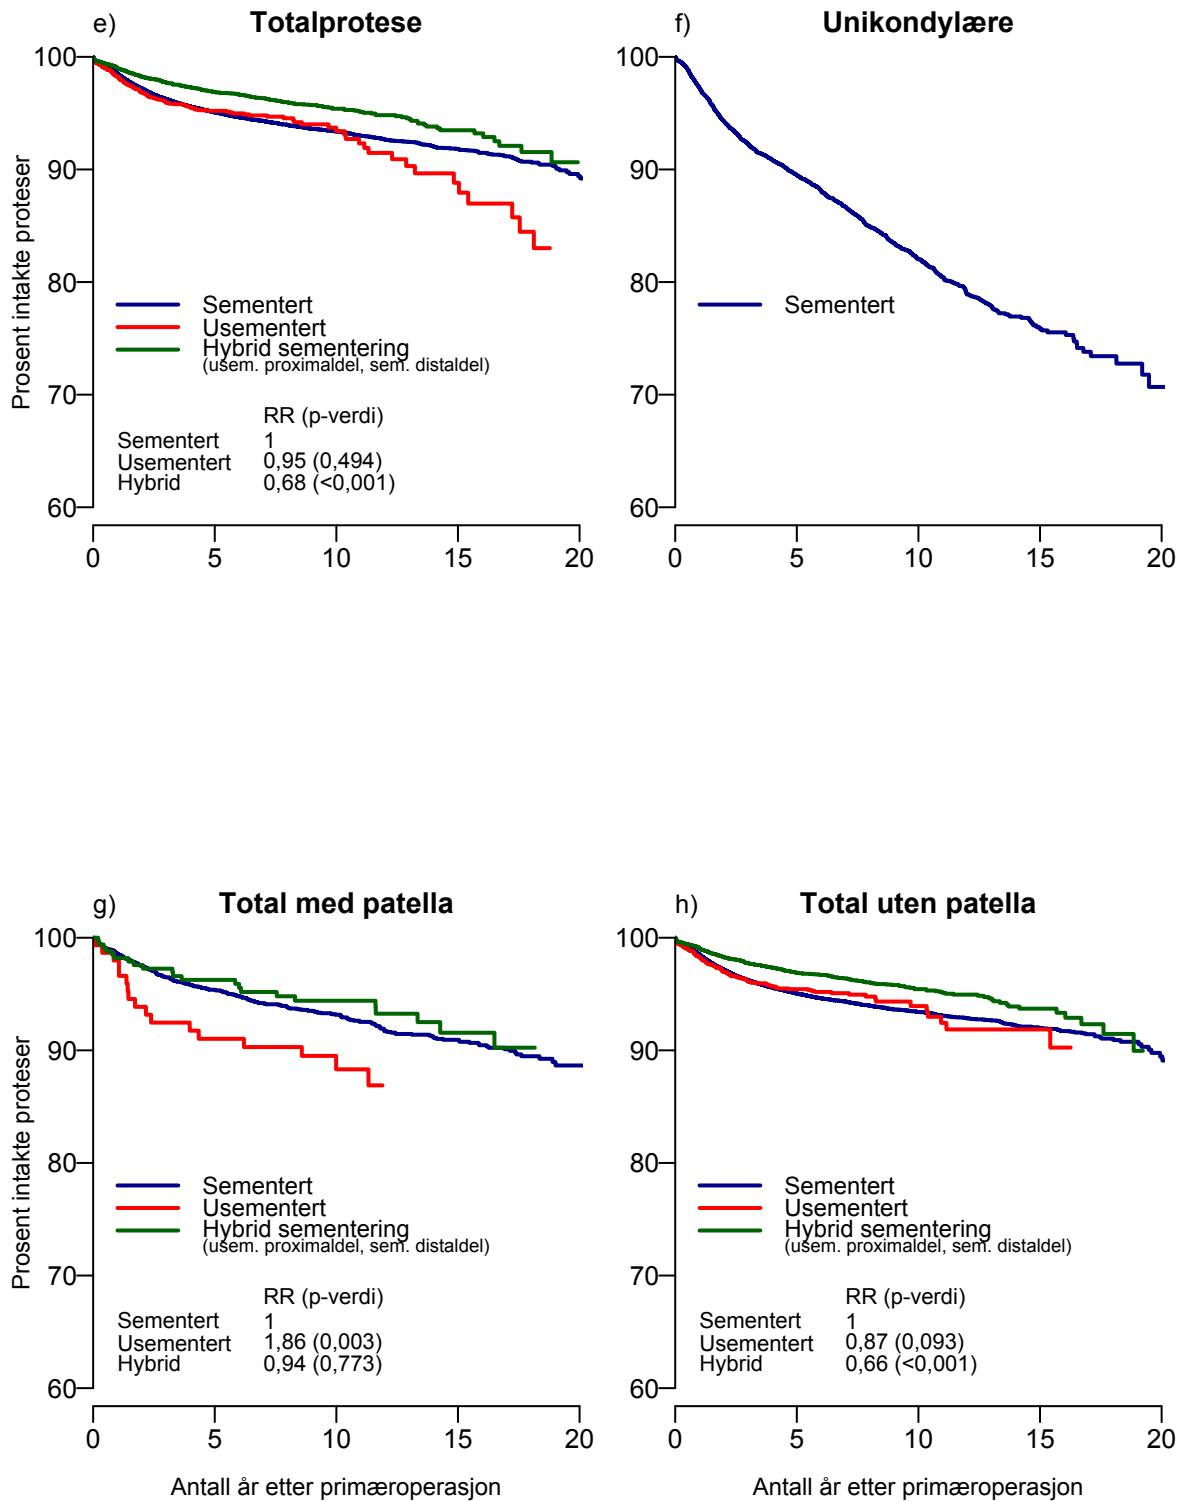 e) Totalprotese
Prosent intakte proteser
100
90
80
70
60
Sementert
Usementert
Hybrid sementering
(usem. proximaldel, sem. distaldel)
RR (p-verdi)
Sementert 1
Usementert 0,95 (0,494)
Hybrid 0,68 (<0,001)
0 5 10 15 20
f) Unikondylære
100
90
80
70
60
Sementert
0 5 10 15 20
g) Total med patella
Prosent intakte proteser
100
90
80
70
60
Sementert
Usementert
Hybrid sementering
(usem. proximaldel, sem. distaldel)
RR (p-verdi)
Sementert 1
Usementert 1,86 (0,003)
Hybrid 0,94 (0,773)
0 5 10 15 20
Antall år etter primæroperasjon
h) Total uten patella
100
90
80
70
60
Sementert
Usementert
Hybrid sementering
(usem. proximaldel, sem. distaldel)
RR (p-verdi)
Sementert 1
Usementert 0,87 (0,093)
Hybrid 0,66 (<0,001)
0 5 10 15 20
Antall år etter primæroperasjon